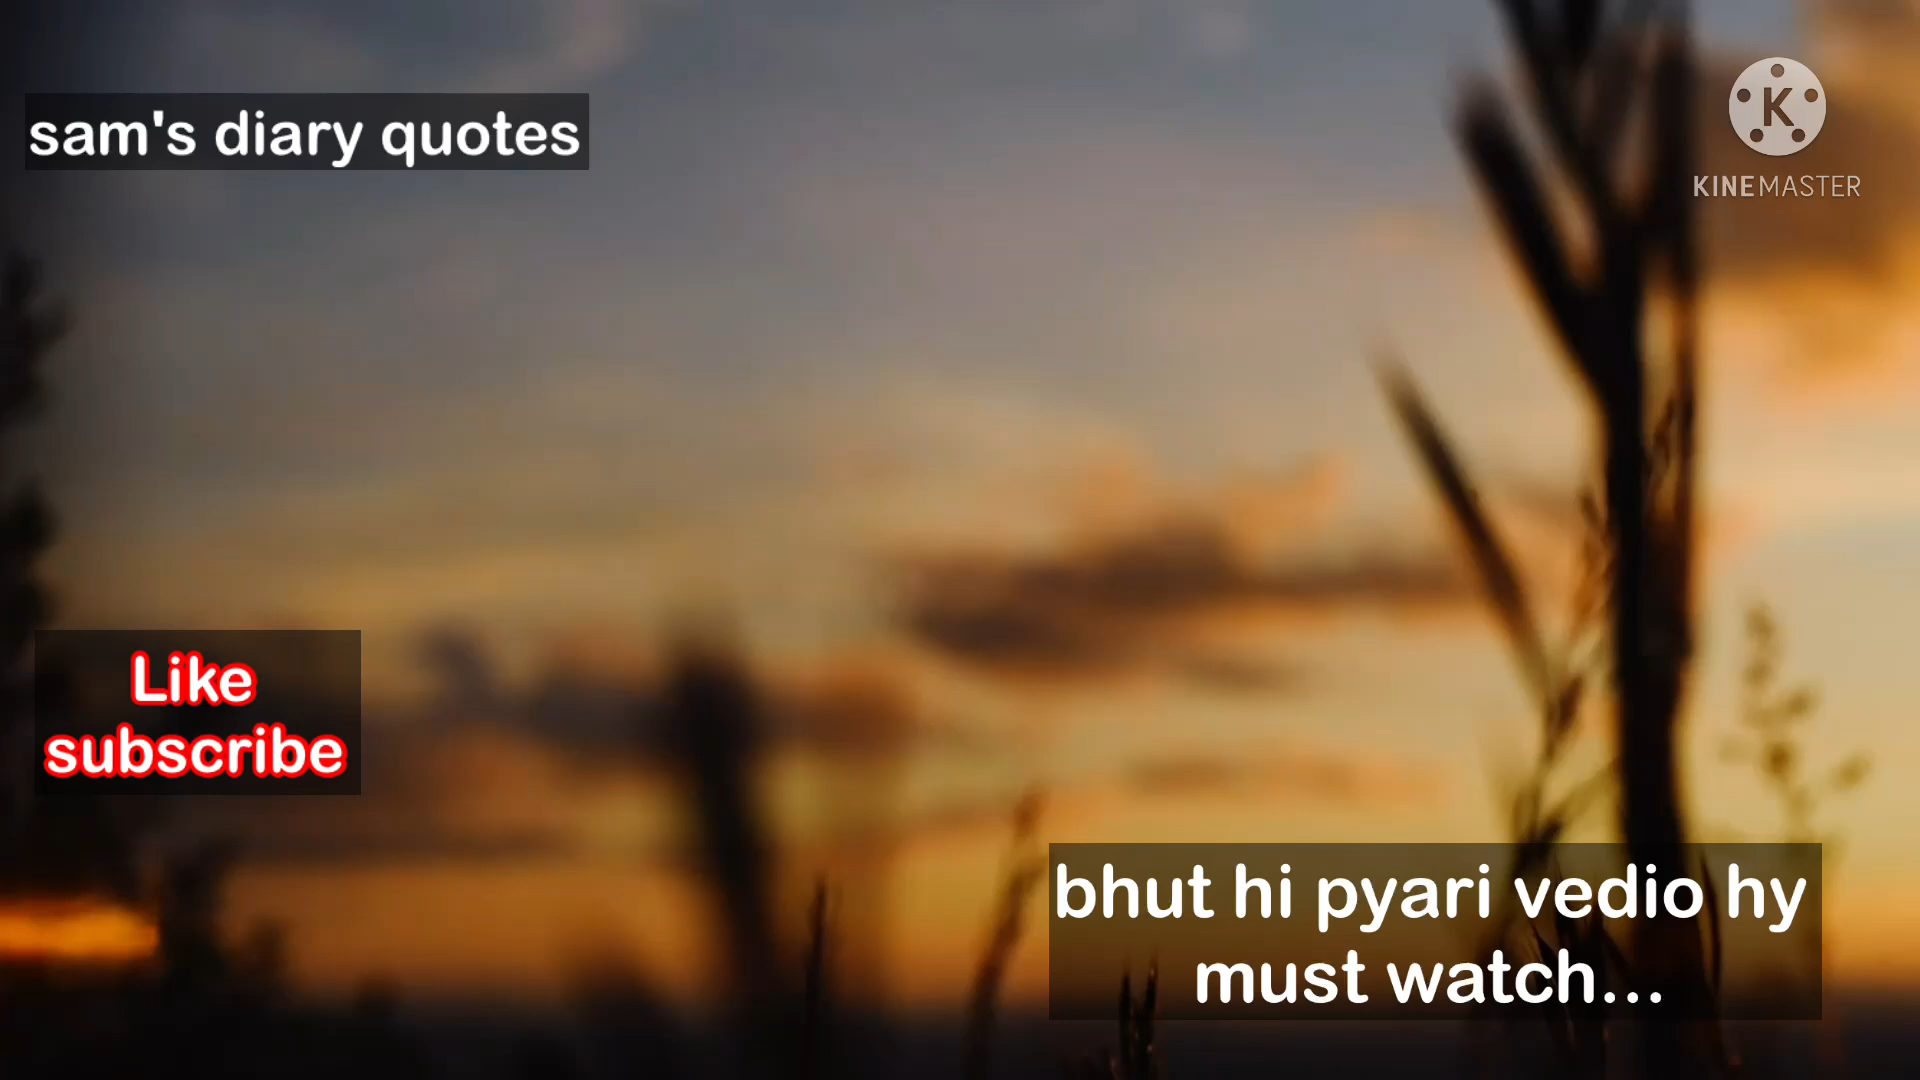 sam's diary quotes
K
KINEMASTER
Like
subscribe
bhut hi pyari vedio hy
must watch...